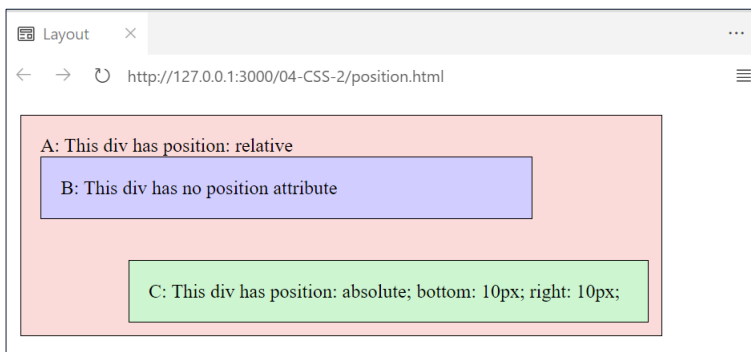 Layout
http://127.0.0.1:3000/04-CSS-2/position.html
A: This div has position: relative
B: This div has no position attribute
C: This div has position: absolute; bottom: 10px; right: 10px;